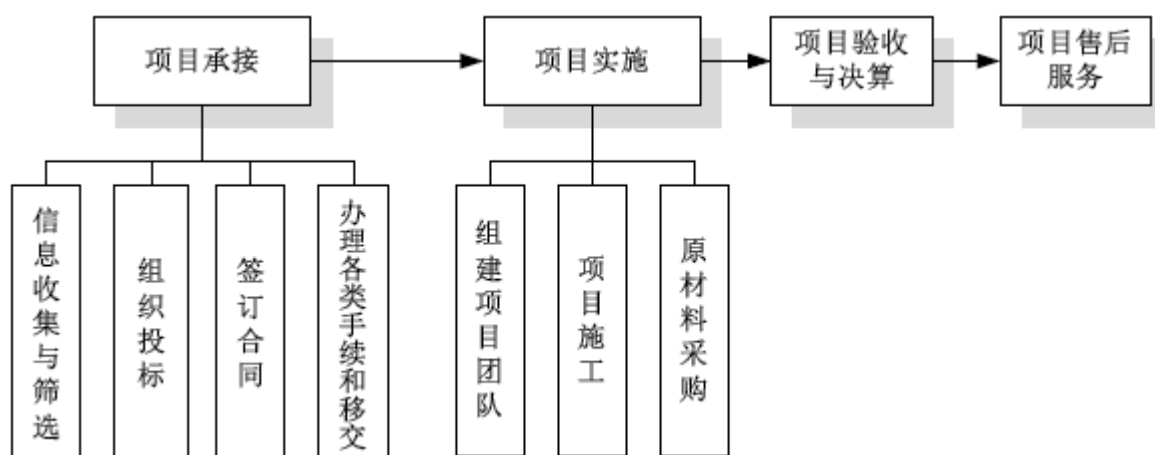 项目承接
项目实施
项目验收
与决算
项目售后
服务
信息收集与筛选
组织投标
签订合同
办理各类手续和移交
组建项目团队
项目施工
原材料采购